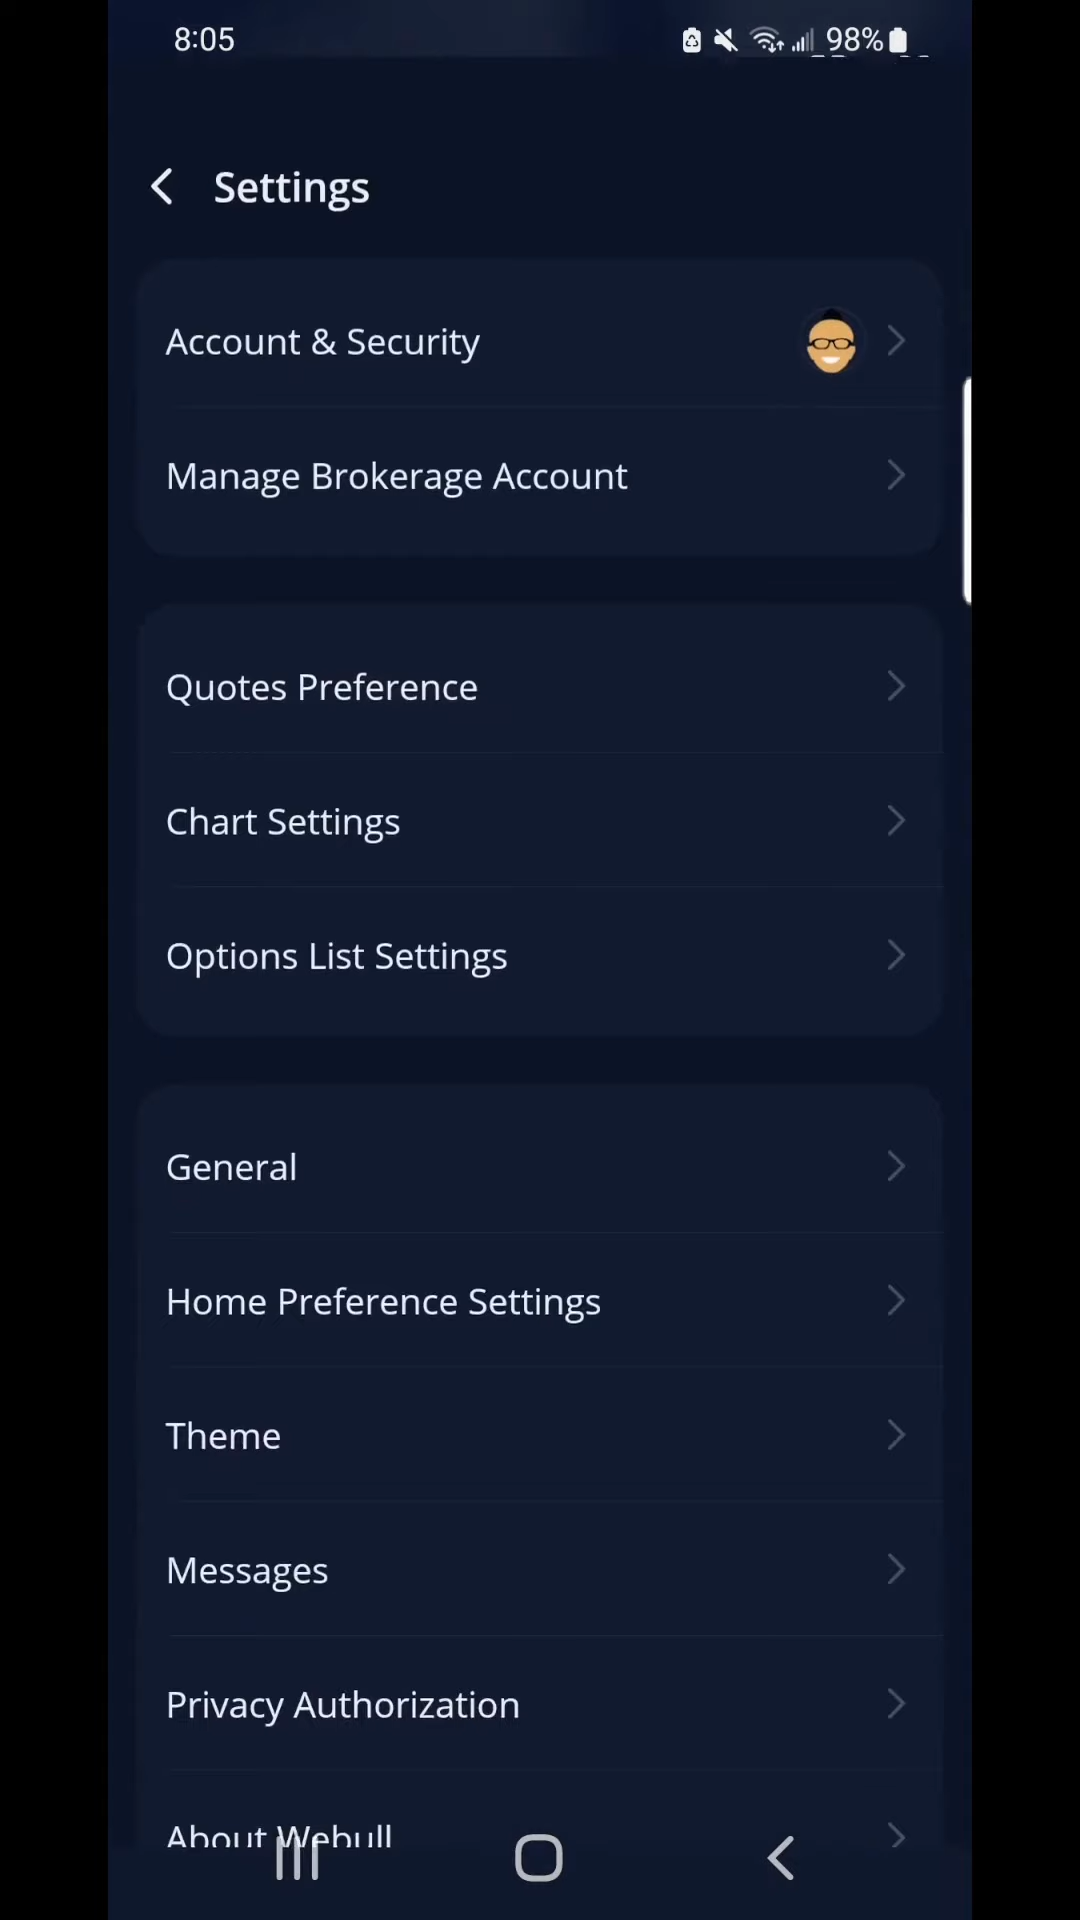 8:05
98%
Settings
Account & Security
Manage Brokerage Account
Quotes Preference
Chart Settings
Options List Settings
General
Home Preference Settings
Theme
Messages
Privacy Authorization
About Webull